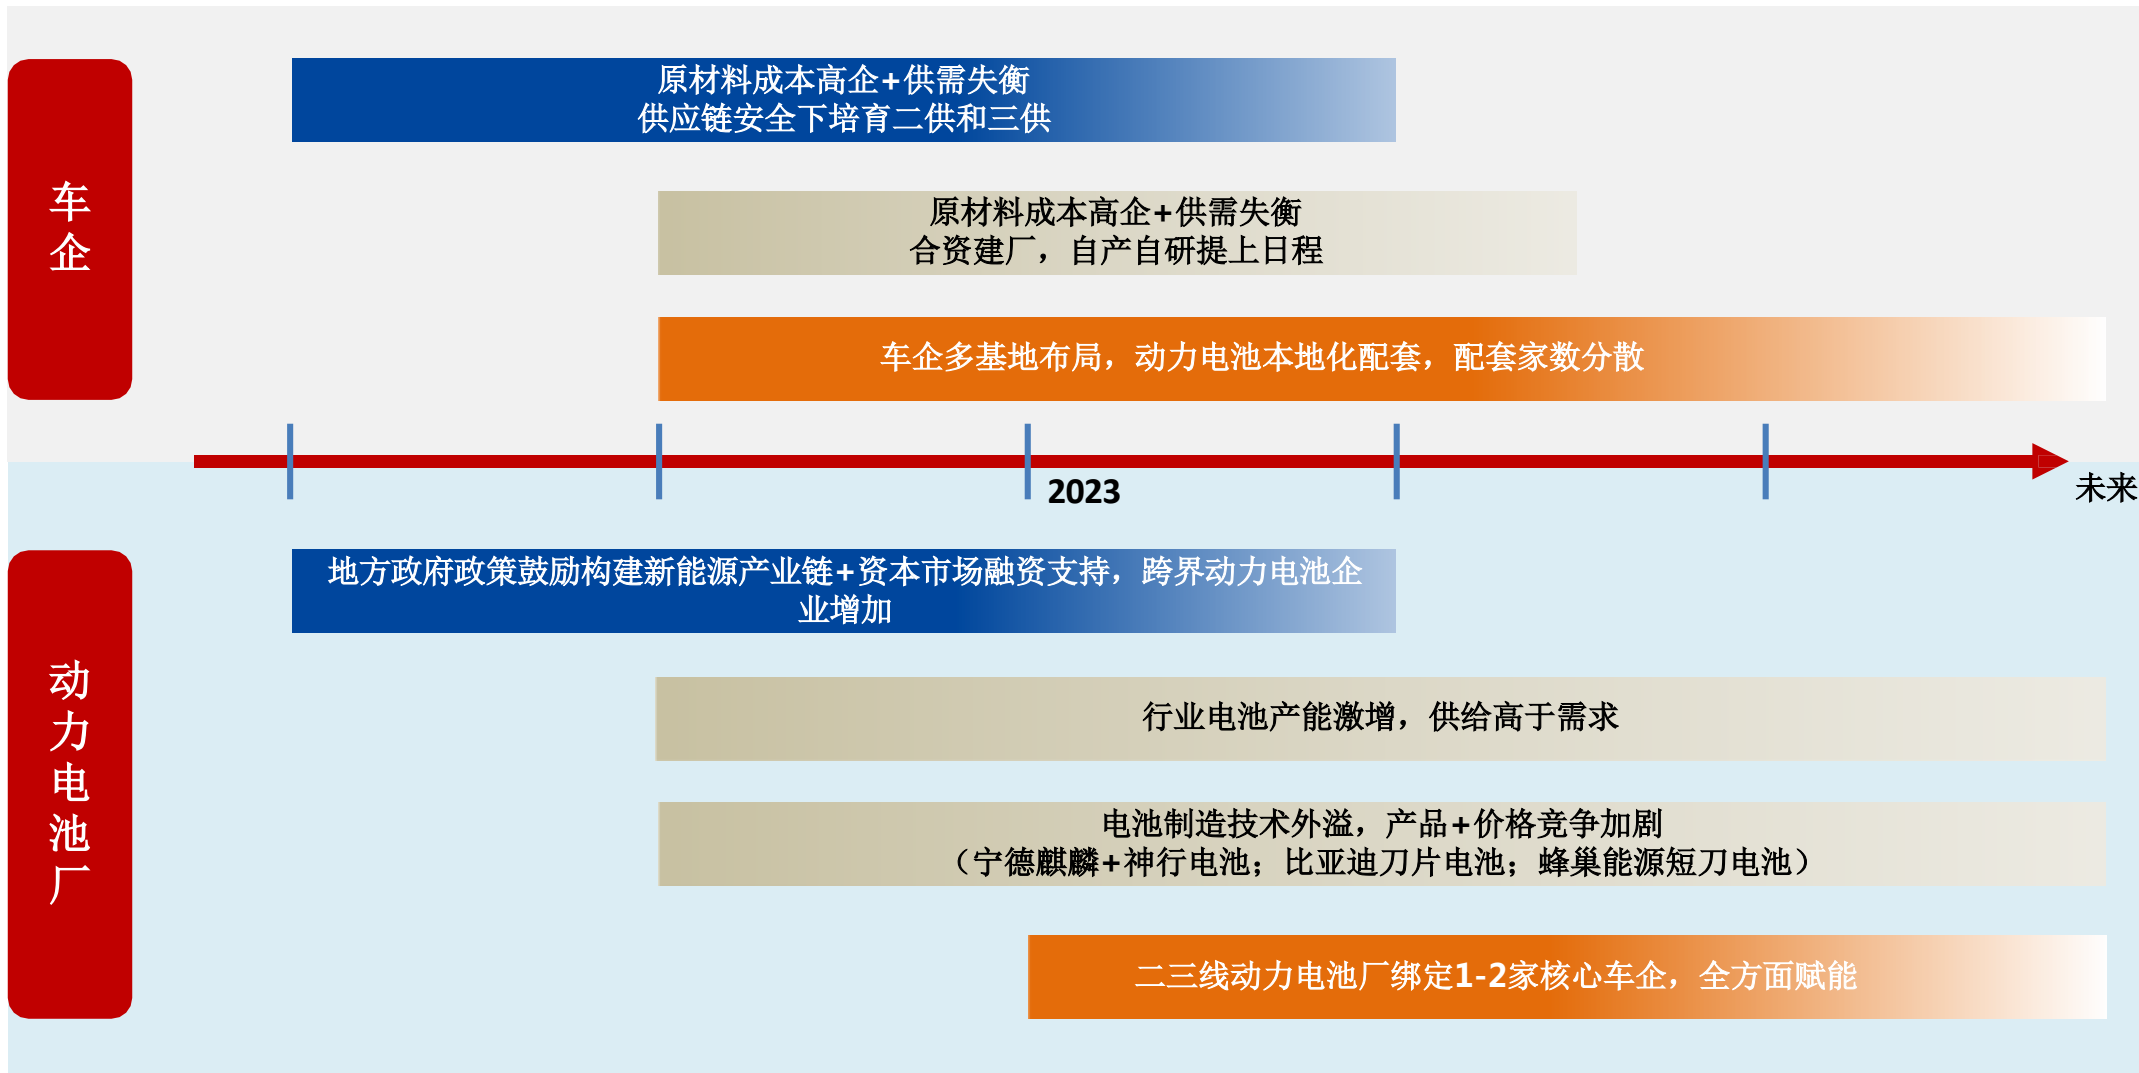 车企
原材料成本高企+供需失衡
供应链安全下培育二供和三供
原材料成本高企+供需失衡
合资建厂，自产自研提上日程
车企多基地布局，动力电池本地化配套，配套家数分散
2023
未来
动力电池厂
地方政府政策鼓励构建新能源产业链+资本市场融资支持，跨界动力电池企
业增加
行业电池产能激增，供给高于需求
电池制造技术外溢，产品+价格竞争加剧
（宁德麒麟+神行电池；比亚迪刀片电池；蜂巢能源短刀电池）
二三线动力电池厂绑定1-2家核心车企，全方面赋能